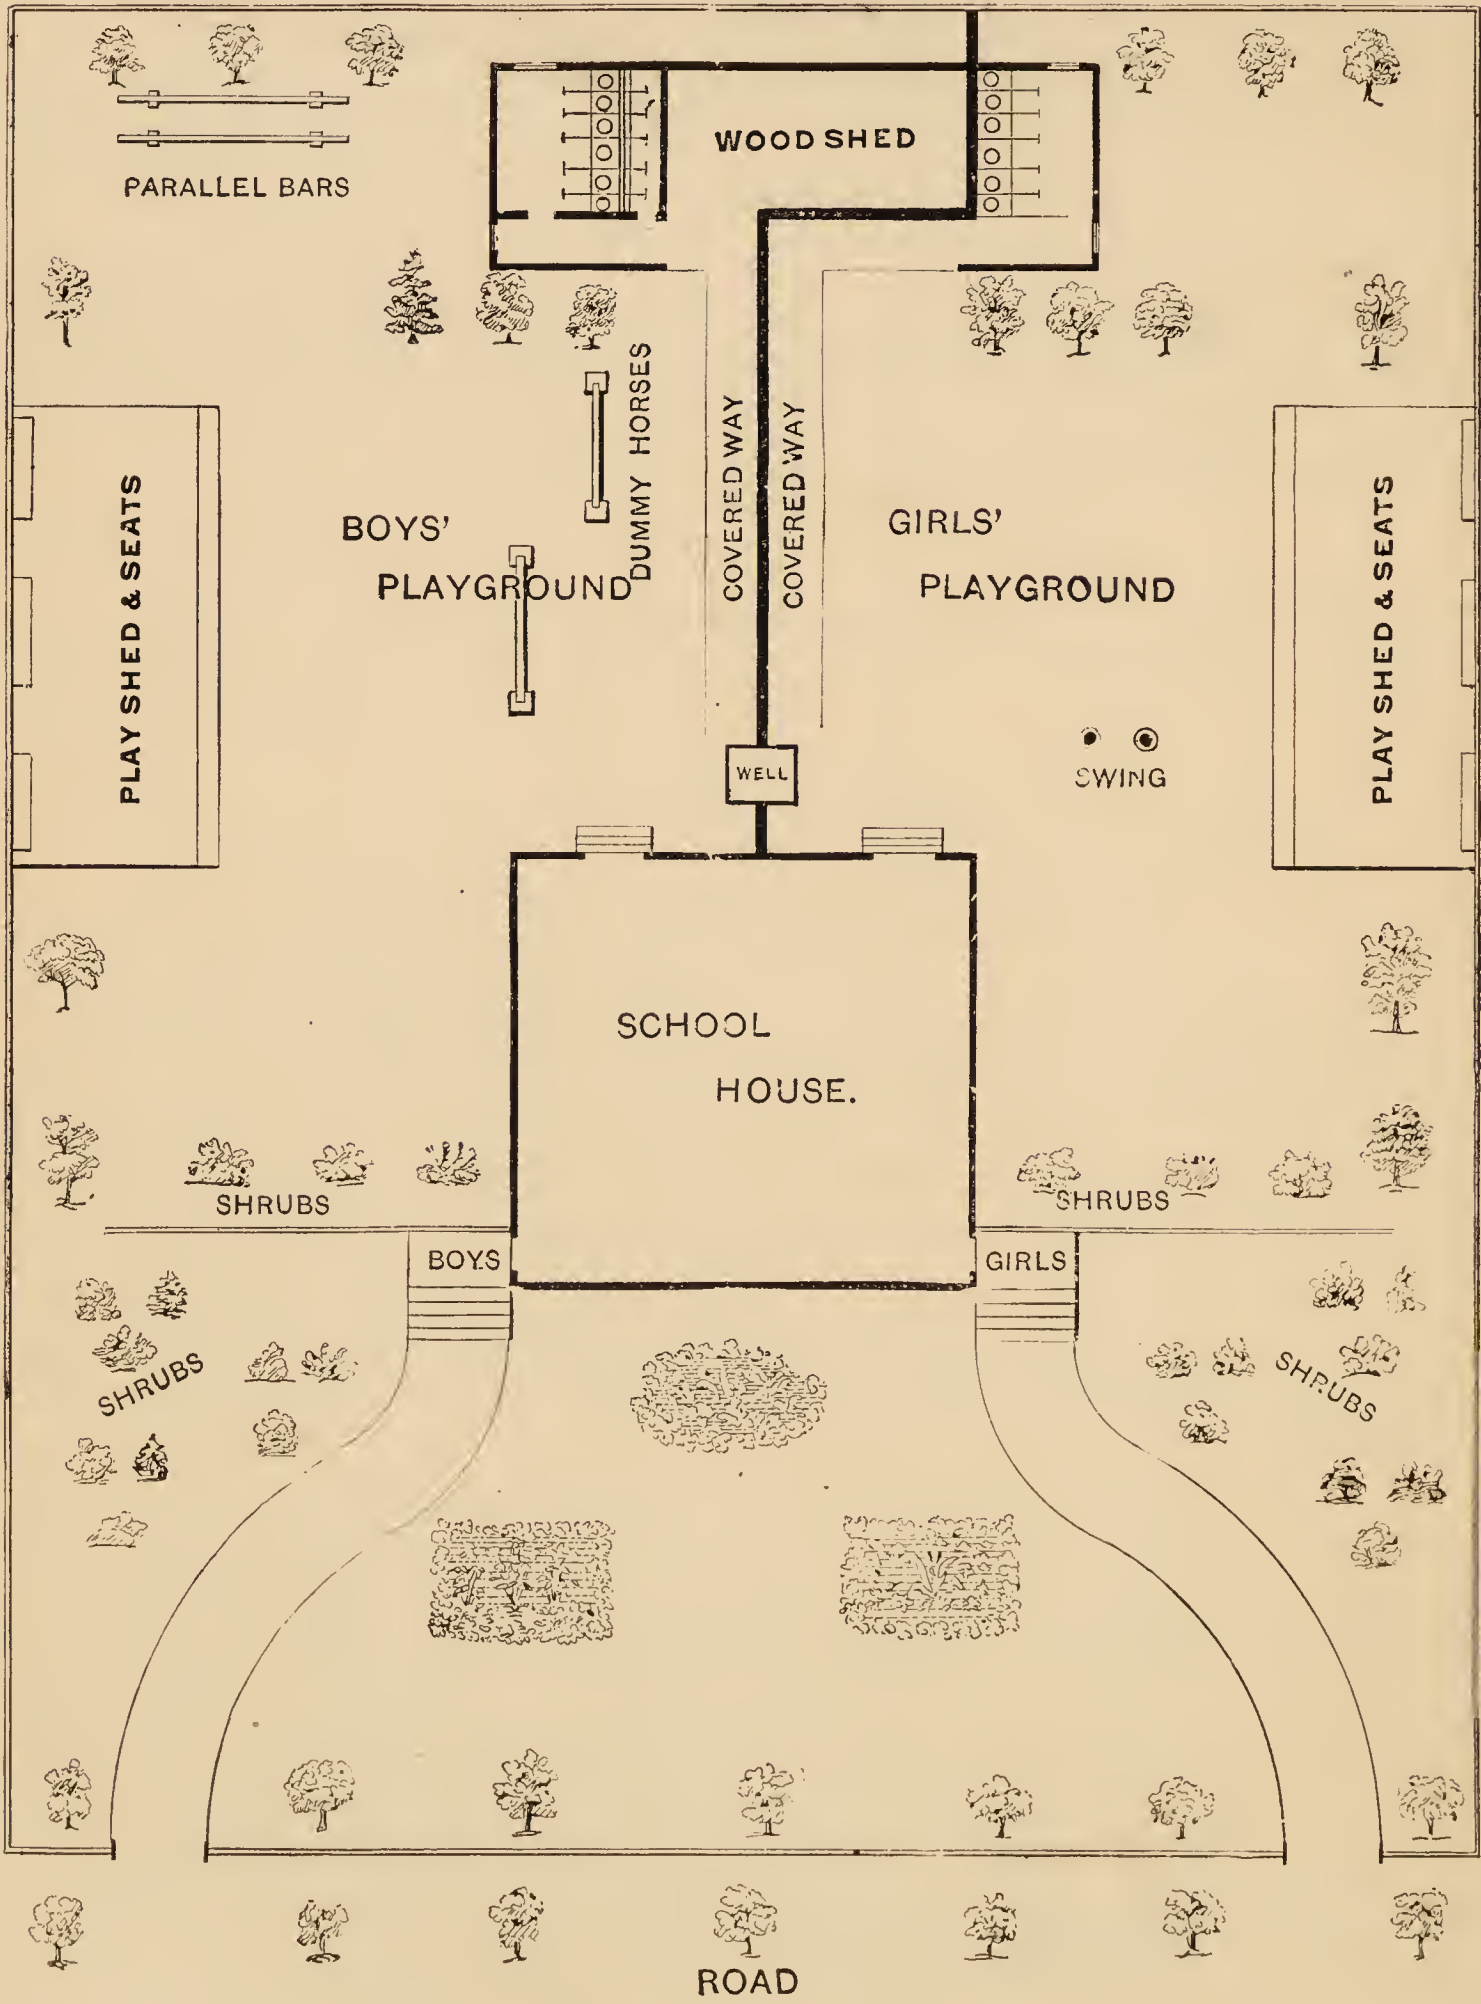 WOOD SHED
PARALLEL BARS
DUMMY HORSES
COVERED WAY
COVERED WAY
BOYS'
PLAYGROUND
GIRLS'
PLAYGROUND
PLAY SHED & SEATS
PLAY SHED & SEATS
WELL
SWING
SCHOOL
HOUSE.
SHRUBS
SHRUBS
BOYS
GIRLS
SHRUBS
SHRUBS
ROAD